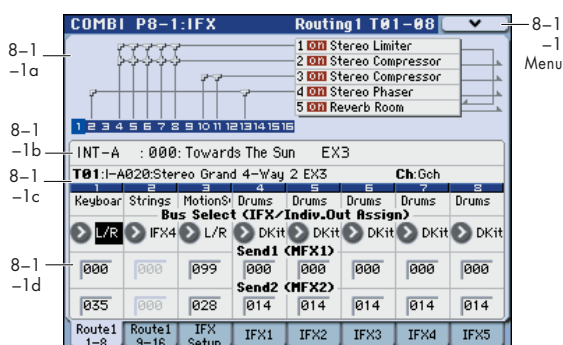 COMBI P8-1:IFX Routing1 T01-08
8-1
-1
Menu
8-1
-1a
1 on Stereo Limiter
2 on Stereo Compressor
3 on Stereo Compressor
4 on Stereo Phaser
5 on Reverb Room
1 2 3 4 5 6 7 8 9 10 11 12 13 14 15 16
8-1
-1b
INT-A :000: Towards The Sun EX3
8-1
-1c
T01:I-A020:Stereo Grand 4-Way 2 EX3 Ch:Gch
1 2 3 4 5 6 7 8
Keyboar Strings MotionS Drums Drums Drums Drums Drums
Bus Select (IFX/Indiv.Out Assign)
L/R IFX4 L/R DKit DKit DKit DKit DKit
8-1
-1d
Send1 (MFX1)
000 000 099 000 000 000 000 000
Send2 (MFX2)
035 000 028 014 014 014 014 014
Route1 1-8 Route1 9-16 IFX Setup IFX1 IFX2 IFX3 IFX4 IFX5